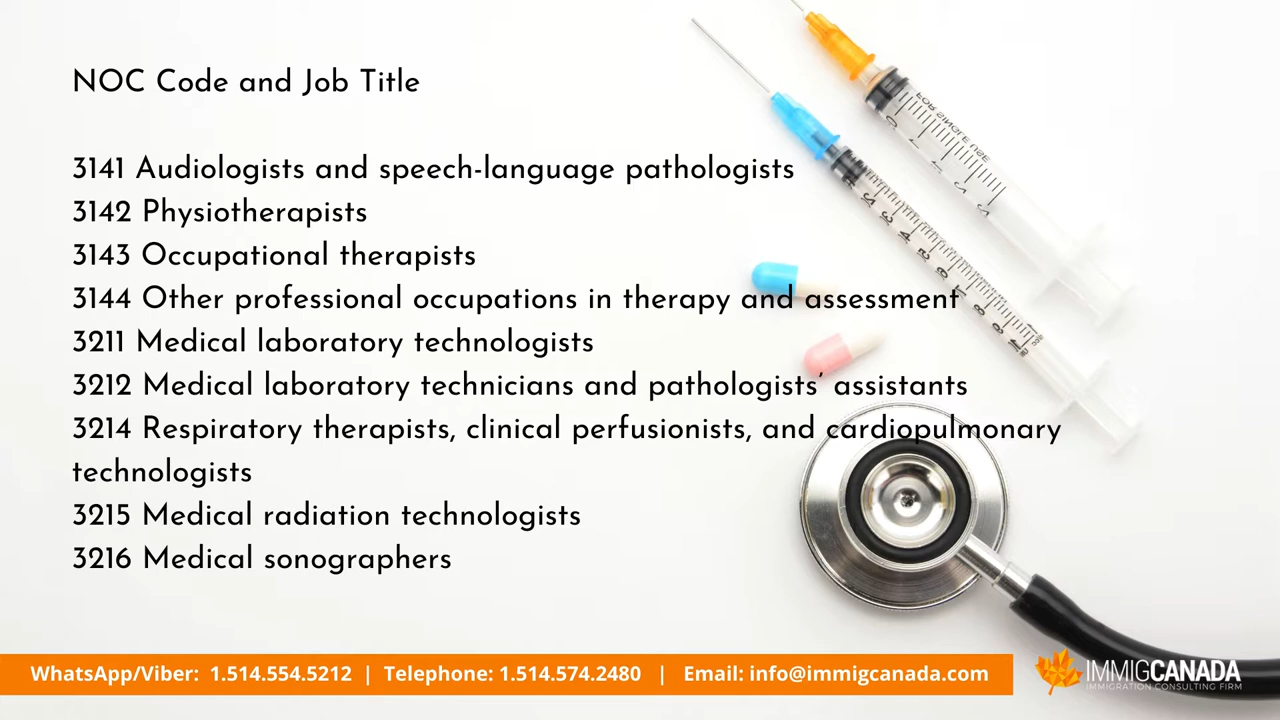 NOC Code and Job Title
3141 Audiologists and speech-language pathologists
3142 Physiotherapists
3143 Occupational therapists
3144 Other professional occupations in therapy and assessment
3211 Medical laboratory technologists
3212 Medical laboratory technicians and pathologists’ assistants
3214 Respiratory therapists, clinical perfusionists, and cardiopulmonary
technologists
3215 Medical radiation technologists
3216 Medical sonographers
FOR SINGLE USE
WhatsApp/Viber: 1.514.554.5212 | Telephone: 1.514.574.2480 | Email: info@immigcanada.com
IMMIGCANADA
IMMIGRATION CONSULTING FIRM